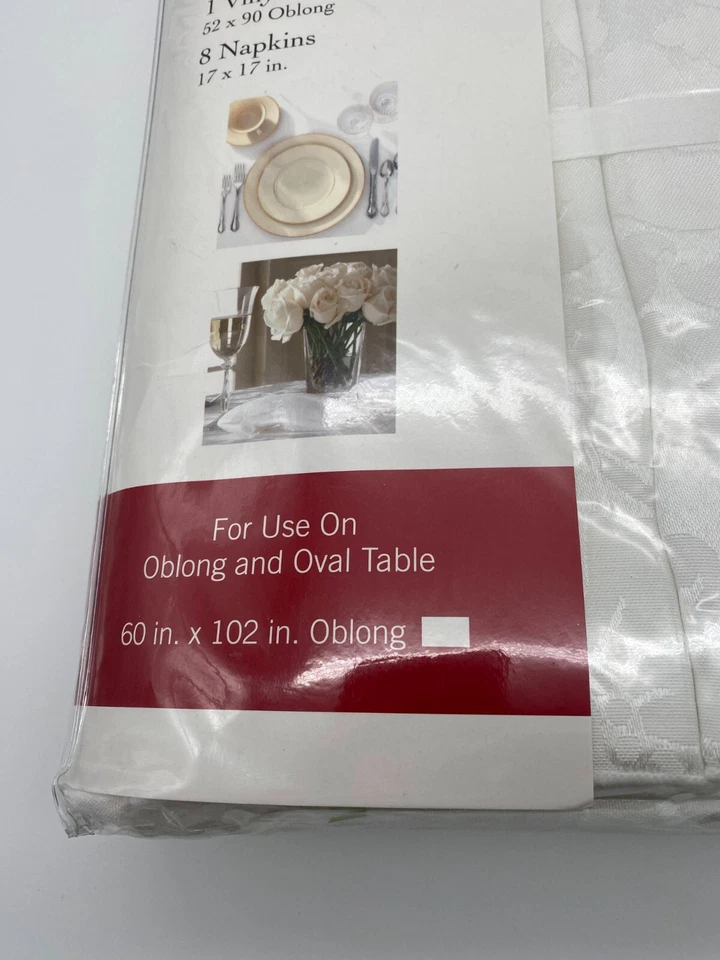 1
52 x 90 Oblong
8 Napkins
17 x 17 in.
For Use On
Oblong and Oval Table
60 in. x 102 in. Oblong